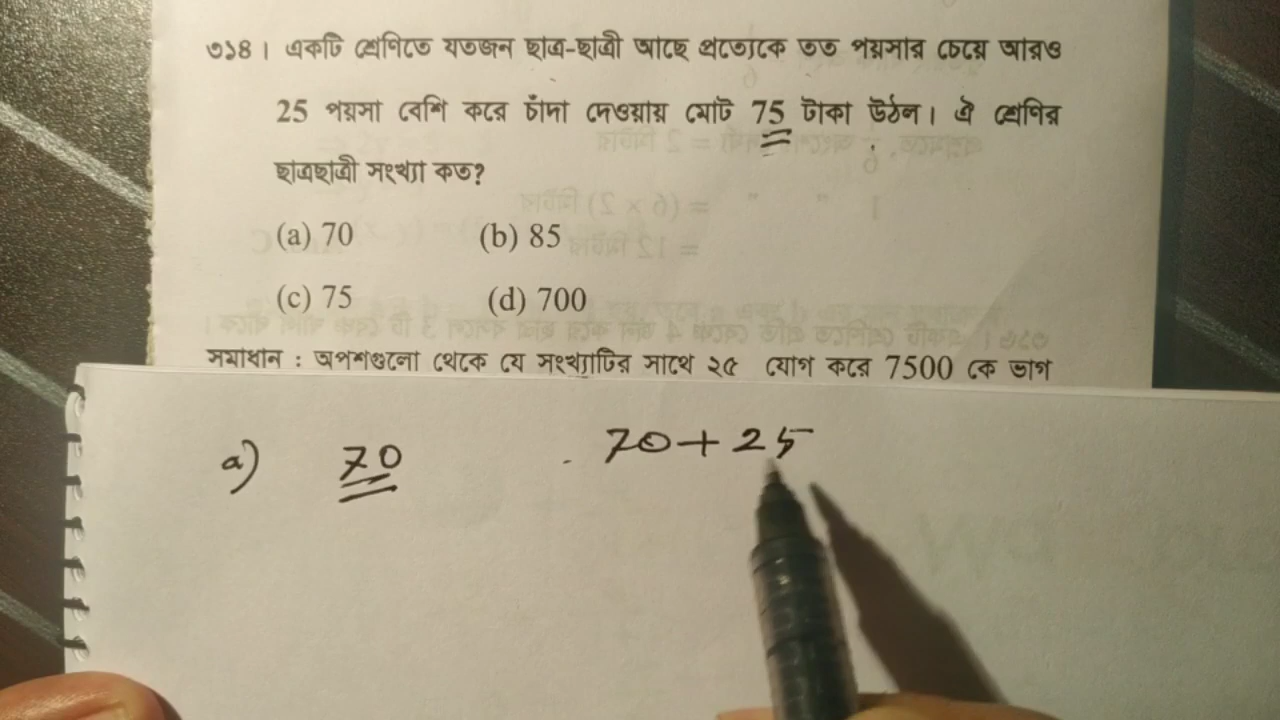 ৩১৪। একটি শ্রেণিতে যতজন ছাত্র-ছাত্রী আছে প্রত্যেকে তত পয়সার চেয়ে আরও
25 পয়সা বেশি করে চাঁদা দেওয়ায় মোট 75 টাকা উঠল। ঐ শ্রেণির
ছাত্রছাত্রী সংখ্যা কত?
(a) 70 (b) 85
(c) 75 (d) 700
সমাধান : অপশগুলো থেকে যে সংখ্যাটির সাথে ২৫ যোগ করে 7500 কে ভাগ
a) 70 70+25